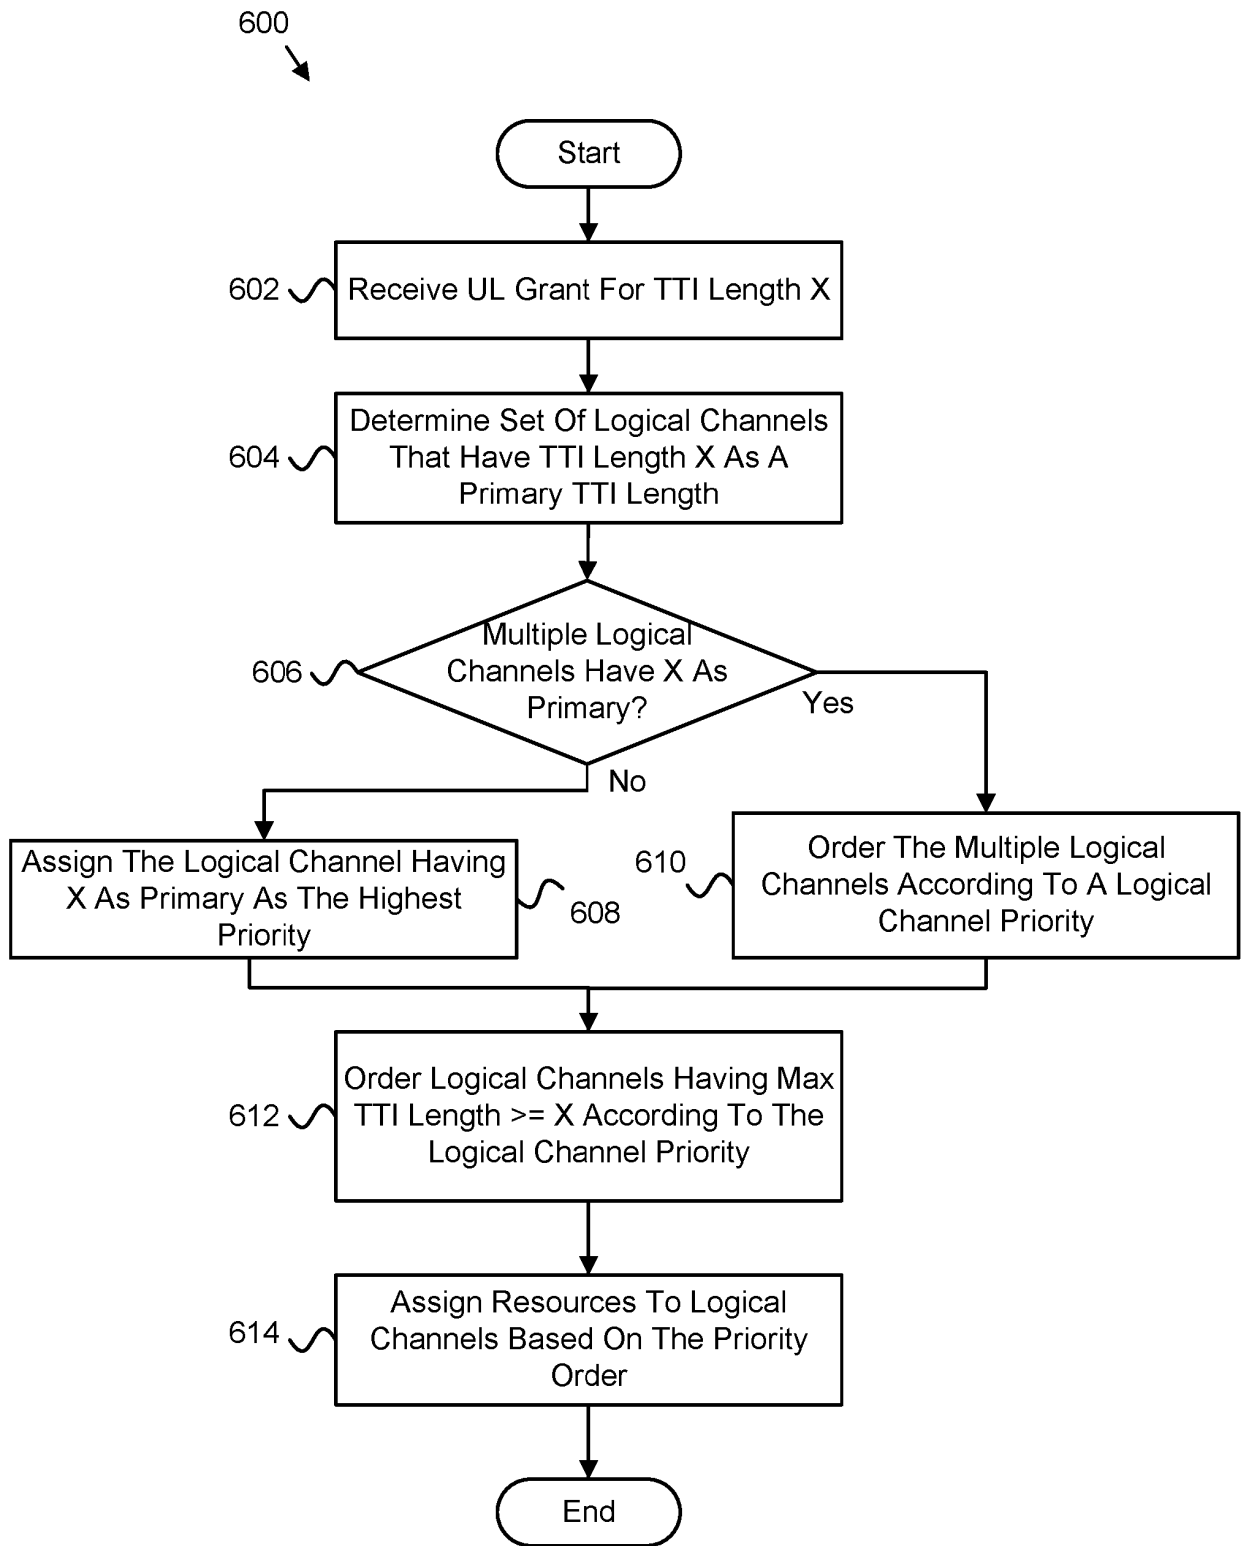 600
Start
602
Receive UL Grant For TTI Length X
604
Determine Set Of Logical Channels
That Have TTI Length X As A
Primary TTI Length
606
Multiple Logical
Channels Have X As
Primary?
Yes
No
Assign The Logical Channel Having
X As Primary As The Highest
Priority
608
610
Order The Multiple Logical
Channels According To A Logical
Channel Priority
612
Order Logical Channels Having Max
TTI Length >= X According To The
Logical Channel Priority
614
Assign Resources To Logical
Channels Based On The Priority
Order
End